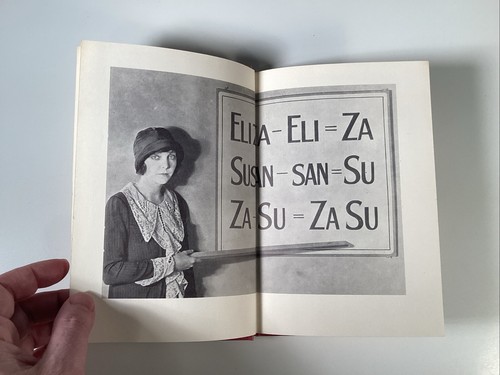 ELIZA - ELI = ZA
SUSAN - SAN = SU
ZA - SU = ZA SU